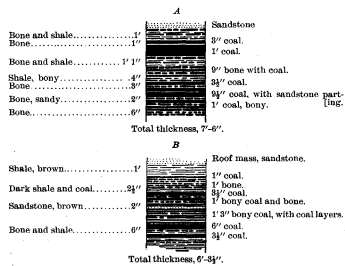 A
Sandstone
Bone and shale 1'
Bone 1"
3" coal.
1' coal.
Bone and shale 1' 1"
9" bone with coal.
Shale, bony .4"
3½" coal.
Bone 3"
9½" coal, with sandstone part-
ing.
Bone, sandy 2"
1' coal, bony.
Bone 6"
Total thickness, 7'-6".
B
Roof mass, sandstone.
Shale, brown 1'
1" coal.
1' bone.
Dark shale and coal 2½"
3½" coal.
1' bony coal and bone.
Sandstone, brown 2"
1' 3" bony coal, with coal layers.
Bone and shale 6"
6" coal.
3½" coal.
Total thickness, 6'-3½".